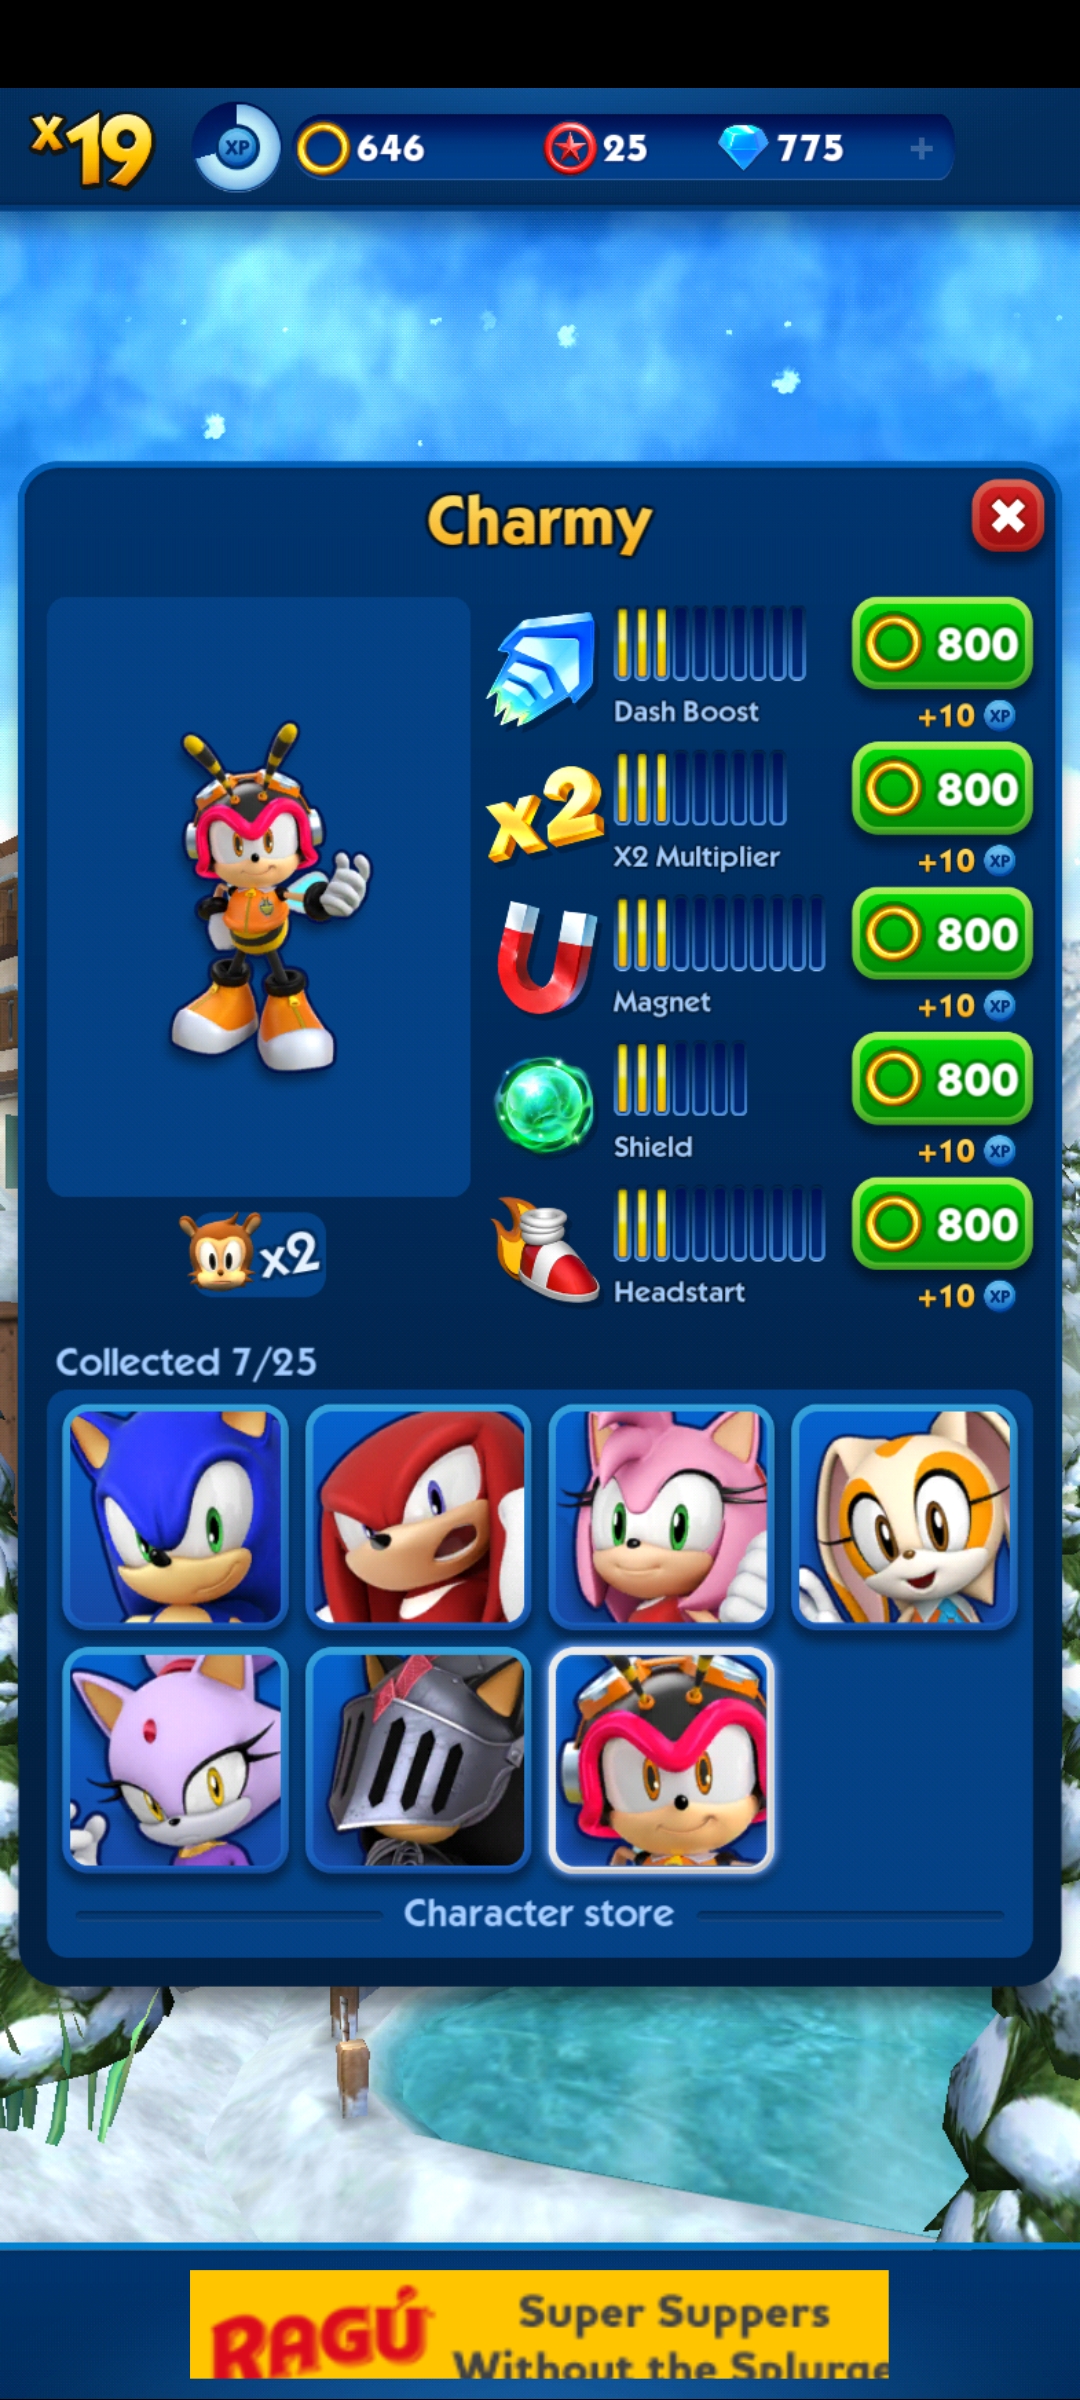 x19
XP
646
25
775
+
Charmy
800
Dash Boost
+10 XP
x2
800
X2 Multiplier
+10 XP
800
Magnet
+10 XP
800
Shield
+10 XP
x2
800
Headstart
+10 XP
Collected 7/25
Character store
RAGÚ
Super Suppers
Without the Splurge